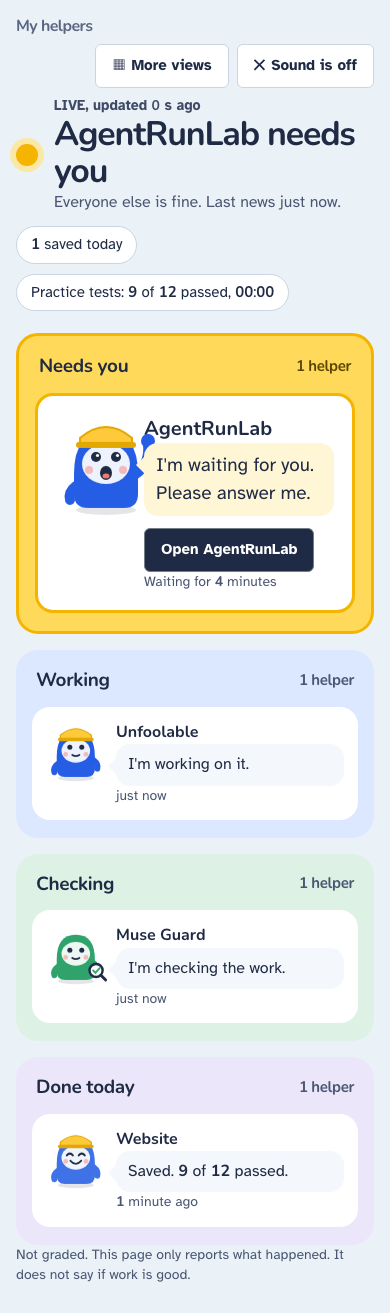 My helpers
More views
Sound is off
LIVE, updated 0 s ago
AgentRunLab needs
you
Everyone else is fine. Last news just now.
1 saved today
Practice tests: 9 of 12 passed, 00:00
Needs you
1 helper
AgentRunLab
I'm waiting for you.
Please answer me.
Open AgentRunLab
Waiting for 4 minutes
Working
1 helper
Unfoolable
I'm working on it.
just now
Checking
1 helper
Muse Guard
I'm checking the work.
just now
Done today
1 helper
Website
Saved. 9 of 12 passed.
1 minute ago
Not graded. This page only reports what happened. It
does not say if work is good.